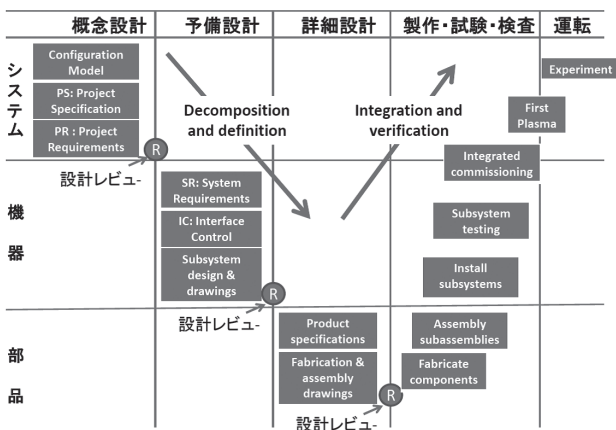 概念設計
予備設計
詳細設計
製作・試験・検査
運転
システム
Configuration
Model
PS: Project
Specification
PR : Project
Requirements
R
設計レビュ-
Decomposition
and definition
Integration and
verification
Experiment
First
Plasma
Integrated
commissioning
機器
SR: System
Requirements
IC: Interface
Control
Subsystem
design &
drawings
R
設計レビュ-
Subsystem
testing
Install
subsystems
部品
Product
specifications
Fabrication &
assembly
drawings
R
設計レビュ-
Assembly
subassemblies
Fabricate
components